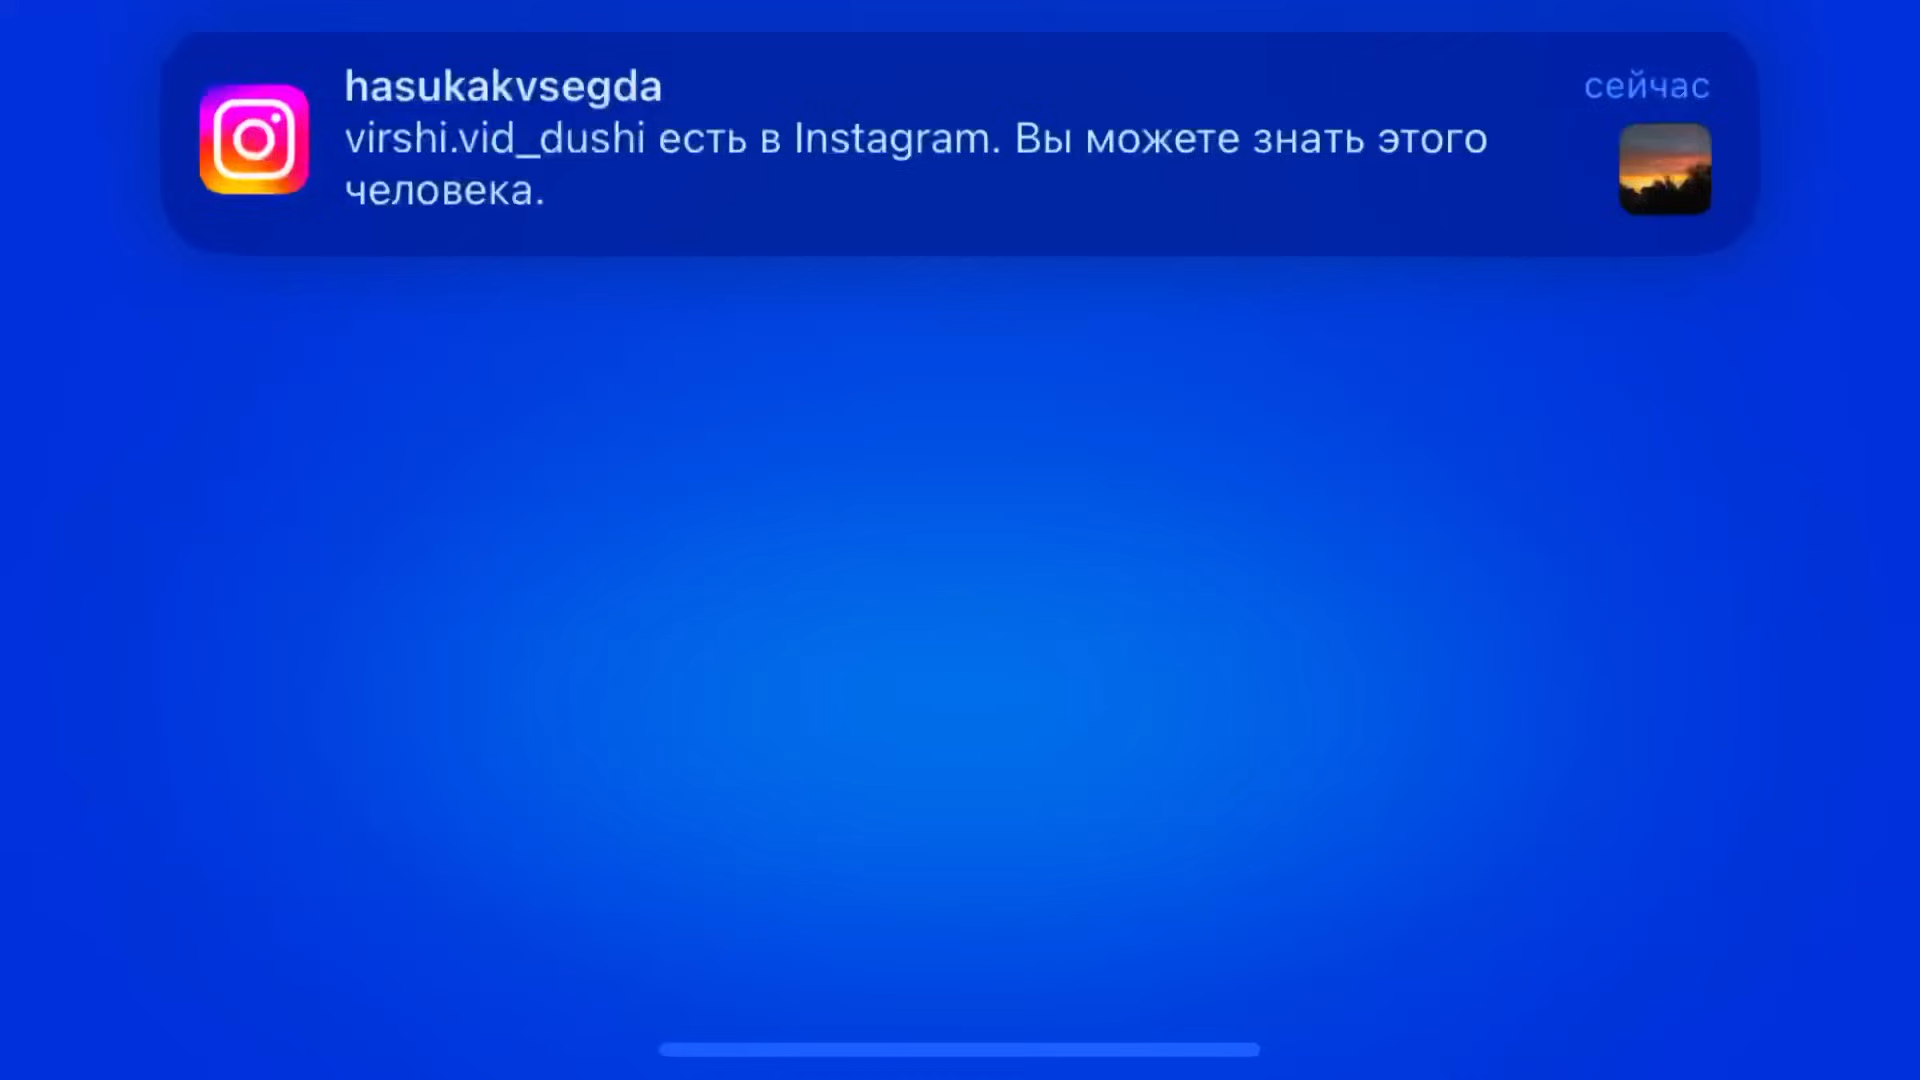 hasukakvsegda
сейчас
virshi.vid_dushi есть в Instagram. Вы можете знать этого
человека.